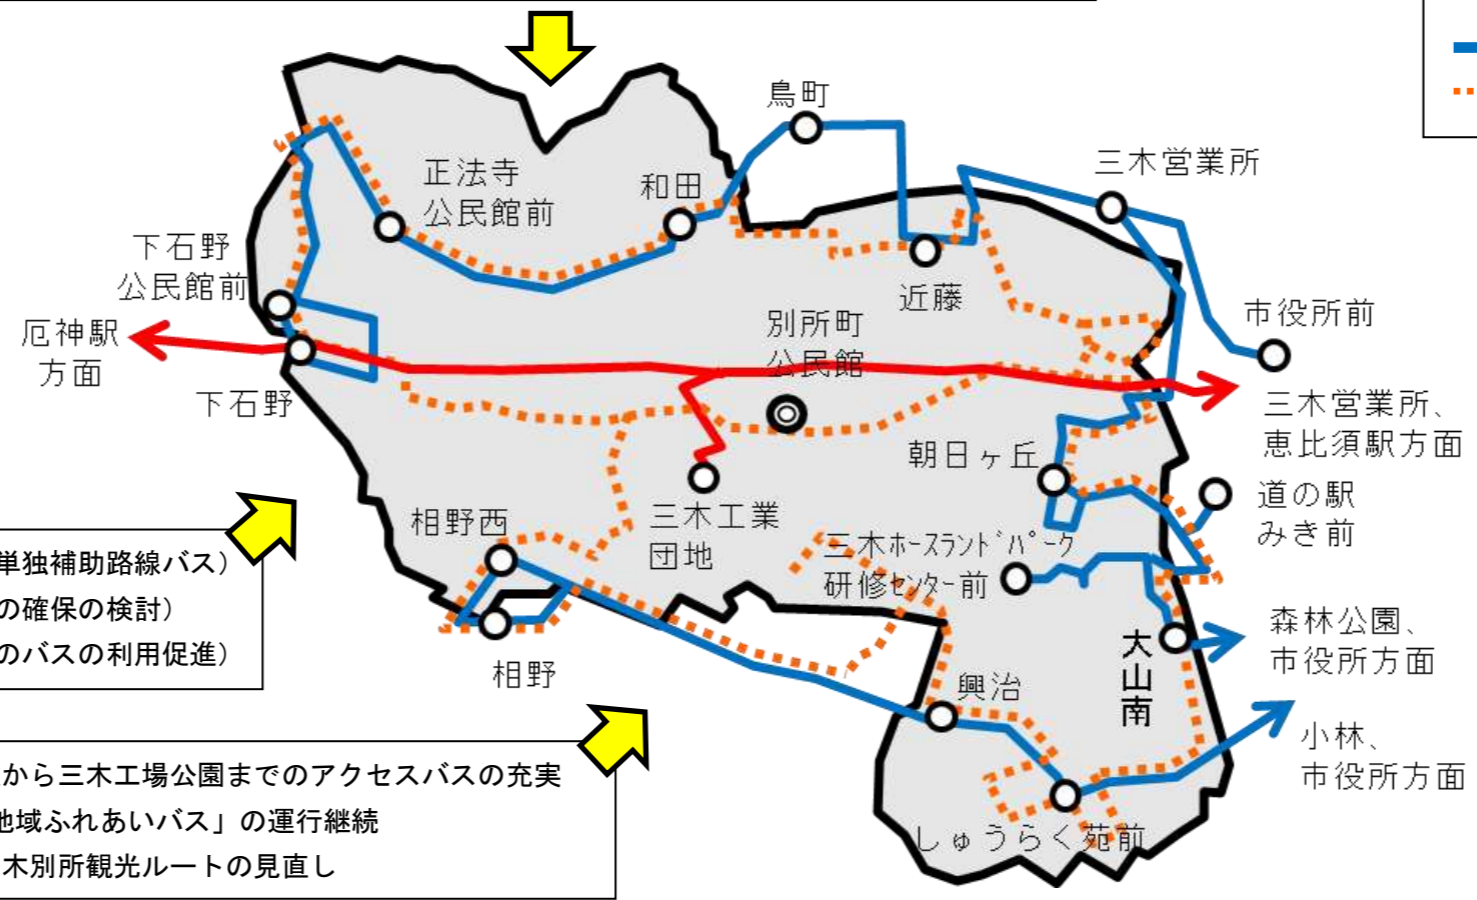 鳥町
三木営業所
正法寺
公民館前
和田
下石野
公民館前
近藤
市役所前
厄神駅
方面
別所町
公民館
下石野
三木営業所、
恵比須駅方面
朝日ヶ丘
道の駅
みき前
相野西
三木工業
団地
三木ホースランドパーク
研修センター前
単独補助路線バス）
の確保の検討）
のバスの利用促進）
森林公園、
市役所方面
大山南
相野
興治
小林、
市役所方面
から三木工場公園までのアクセスバスの充実
地域ふれあいバス」の運行継続
木別所観光ルートの見直し
しゅうらく苑前